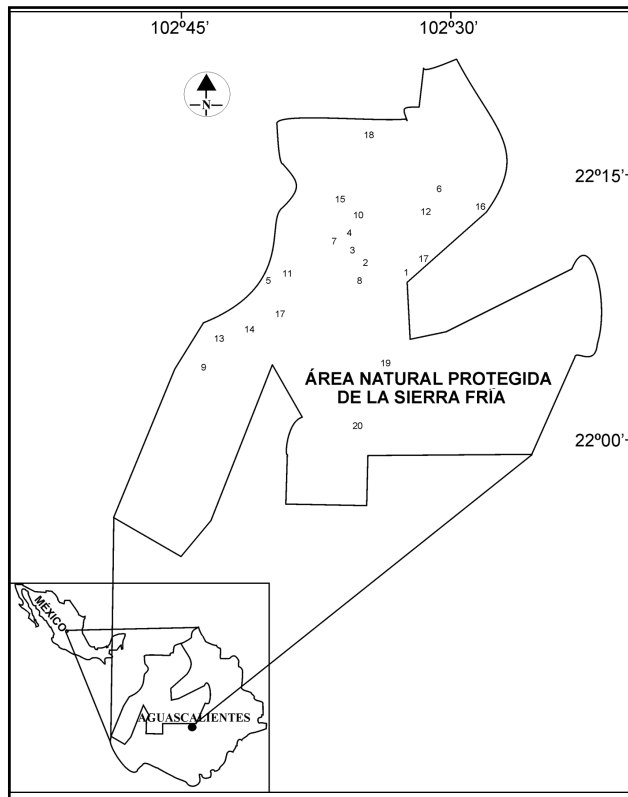 102º45'
102º30'
N
18
22º15'
6
15
16
12
10
4
7
3
17
2
1
11
5
8
17
14
13
19
9
ÁREA NATURAL PROTEGIDA
DE LA SIERRA FRÍA
20
22º00'
MÉXICO
AGUASCALIENTES